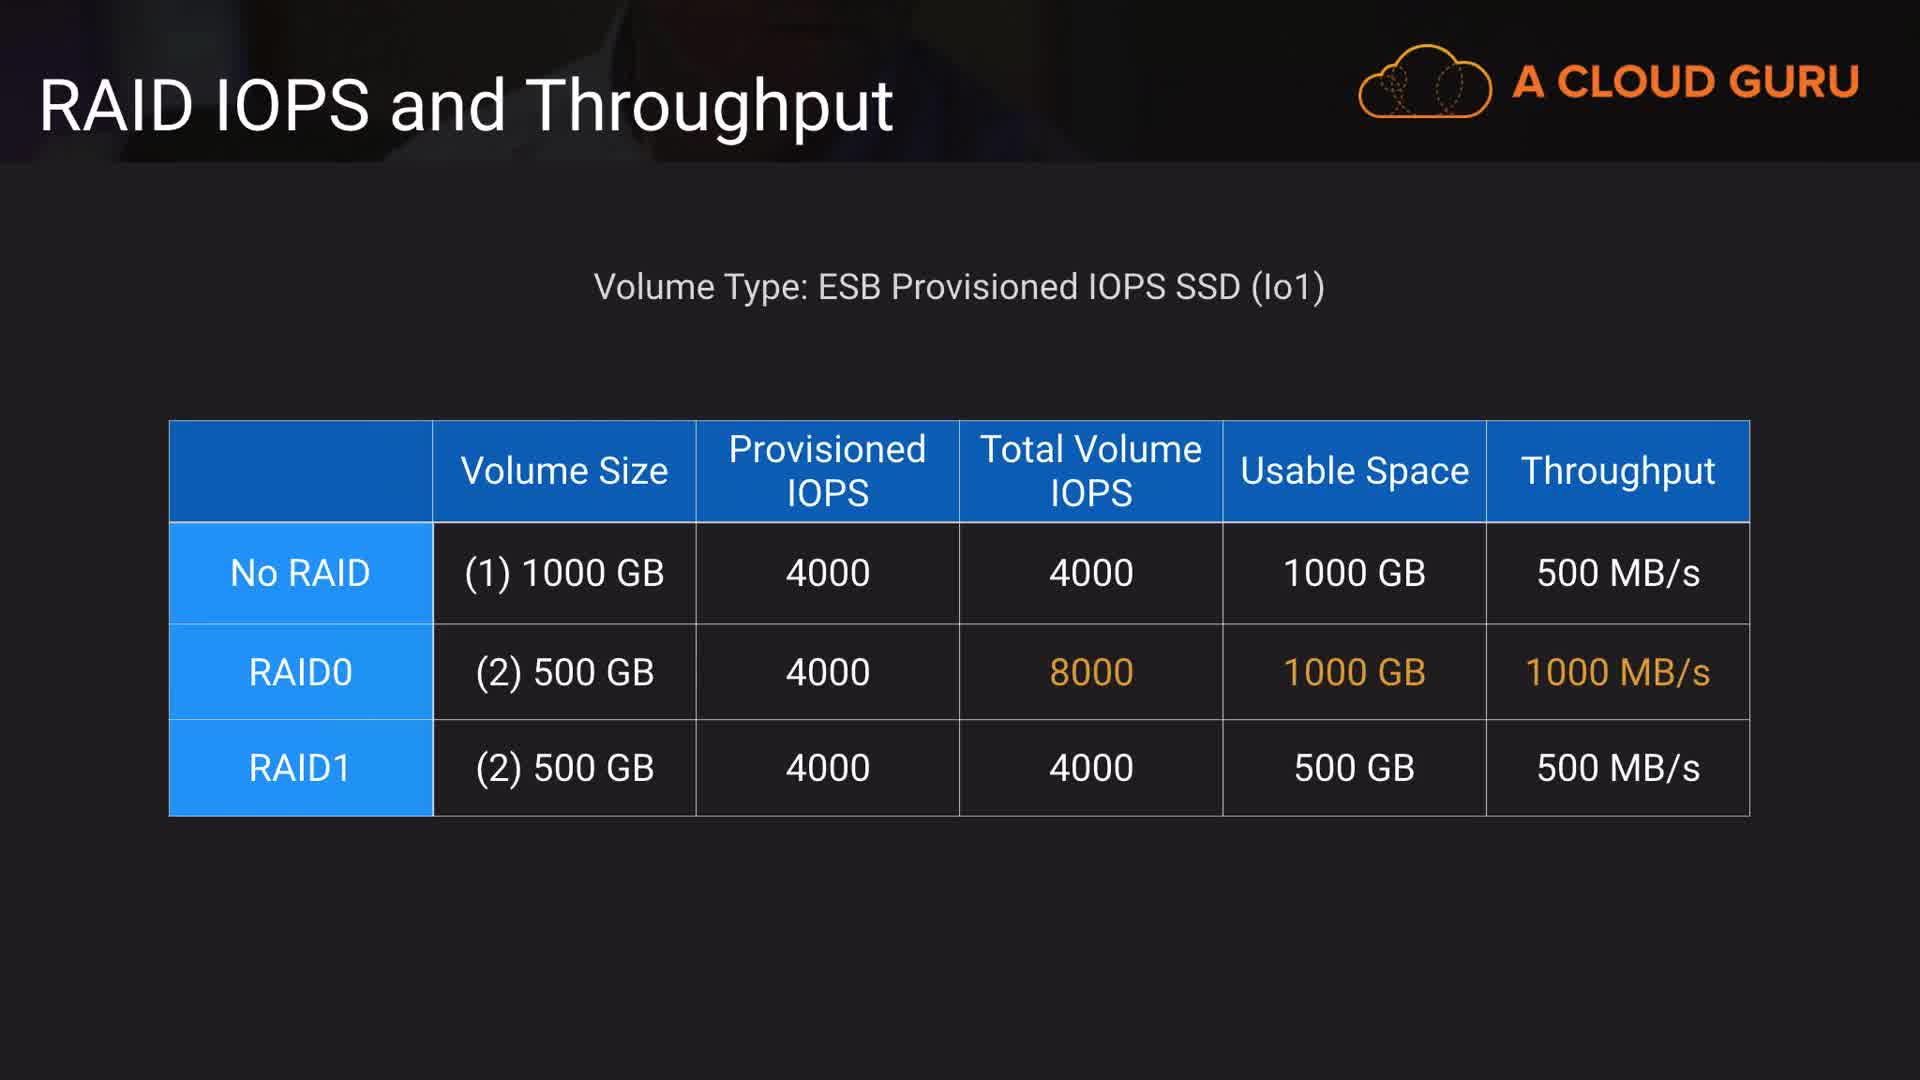 RAID IOPS and Throughput
A CLOUD GURU
Volume Type: ESB Provisioned IOPS SSD (Io1)
Volume Size Provisioned IOPS Total Volume IOPS Usable Space Throughput
No RAID (1) 1000 GB 4000 4000 1000 GB 500 MB/s
RAID0 (2) 500 GB 4000 8000 1000 GB 1000 MB/s
RAID1 (2) 500 GB 4000 4000 500 GB 500 MB/s